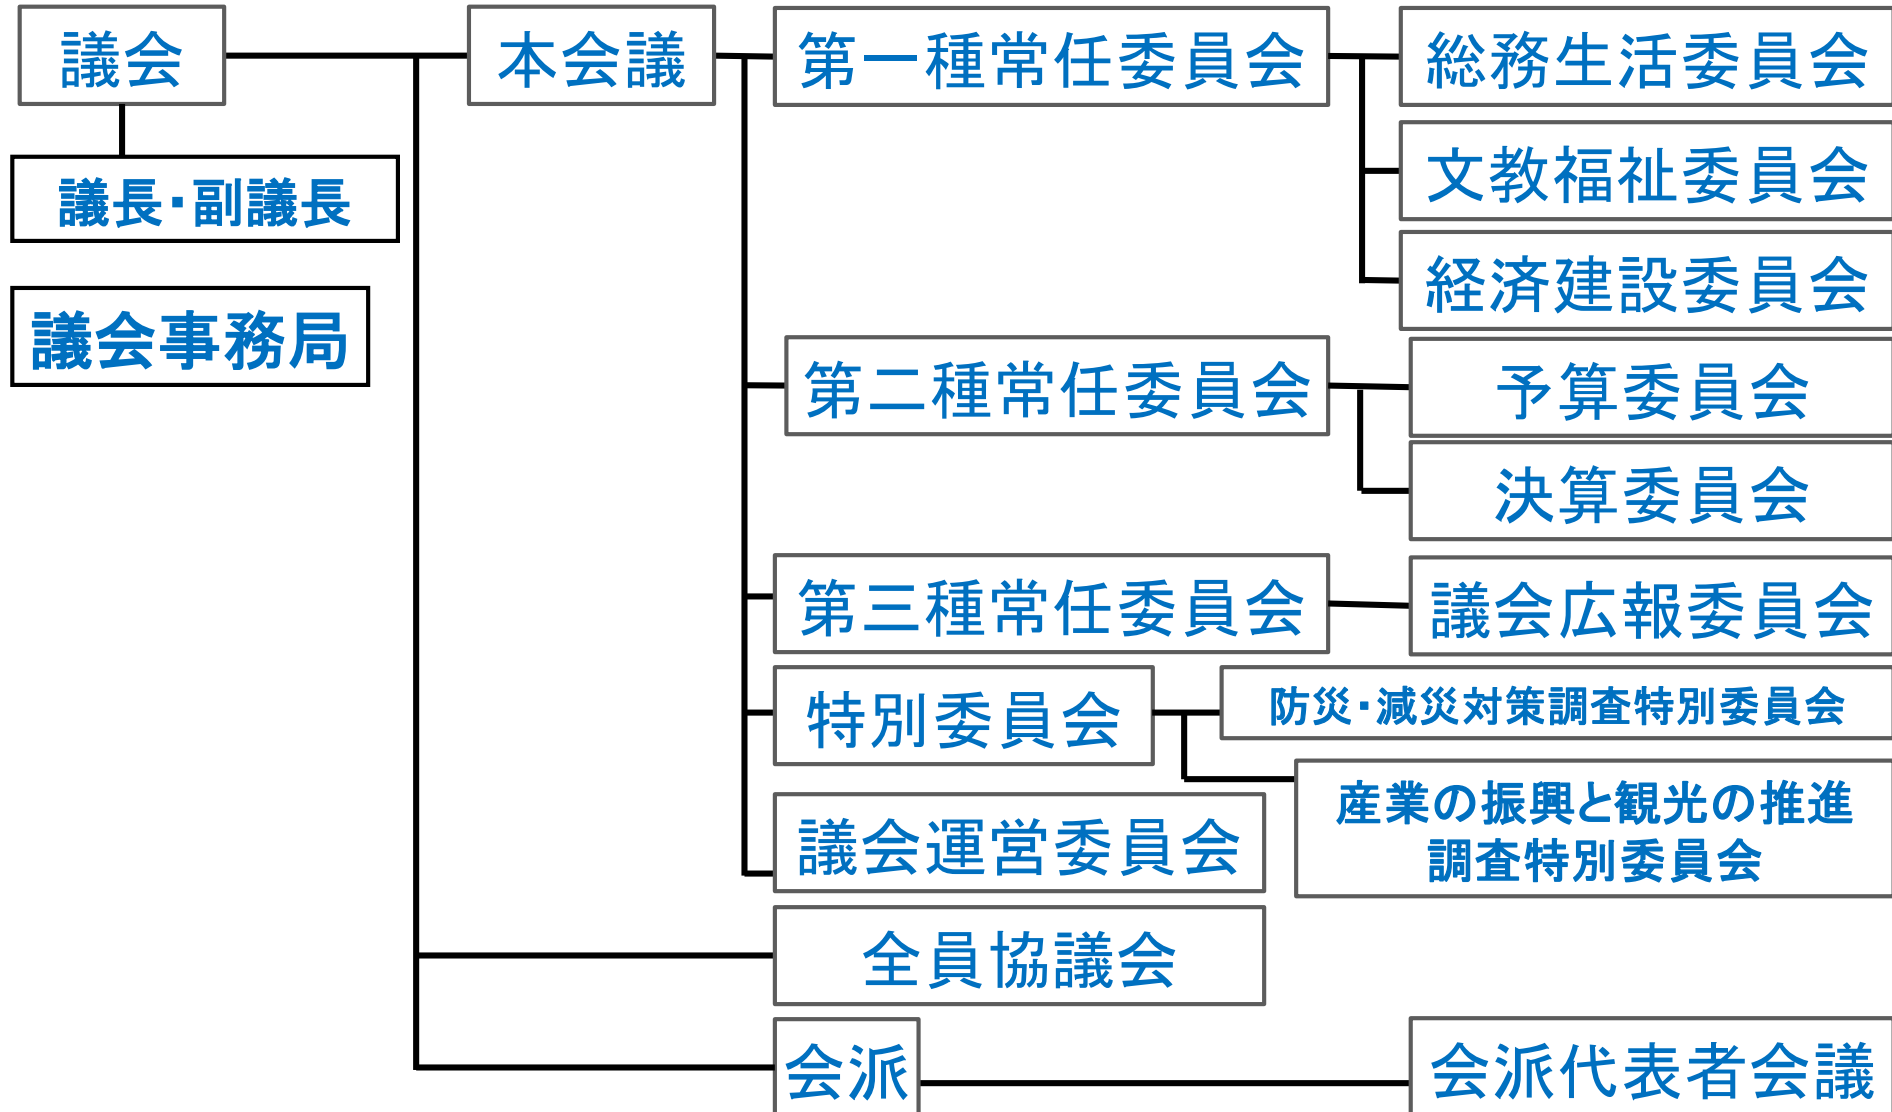 議会
本会議
第一種常任委員会
総務生活委員会
文教福祉委員会
議長・副議長
経済建設委員会
議会事務局
第二種常任委員会
予算委員会
決算委員会
第三種常任委員会
議会広報委員会
特別委員会
防災・減災対策調査特別委員会
産業の振興と観光の推進
調査特別委員会
議会運営委員会
全員協議会
会派
会派代表者会議